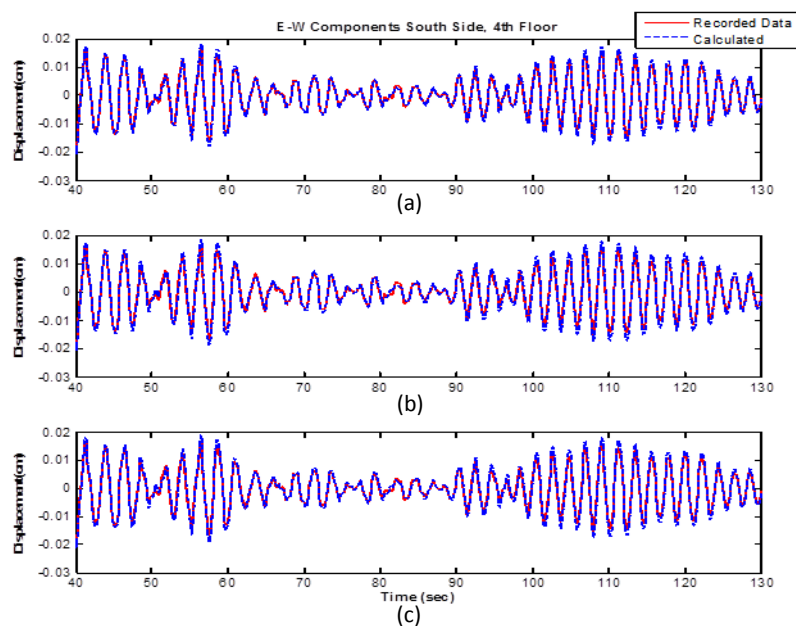 E-W Components South Side, 4th Floor
Recorded Data
Calculated
Displacement(cm)
0.02
0.01
0
-0.01
-0.02
-0.03
40 50 60 70 80 90 100 110 120 130
(a)
Displacement(cm)
0.02
0.01
0
-0.01
-0.02
-0.03
40 50 60 70 80 90 100 110 120 130
(b)
Displacement(cm)
0.02
0.01
0
-0.01
-0.02
-0.03
40 50 60 70 80 90 100 110 120 130
Time (sec)
(c)